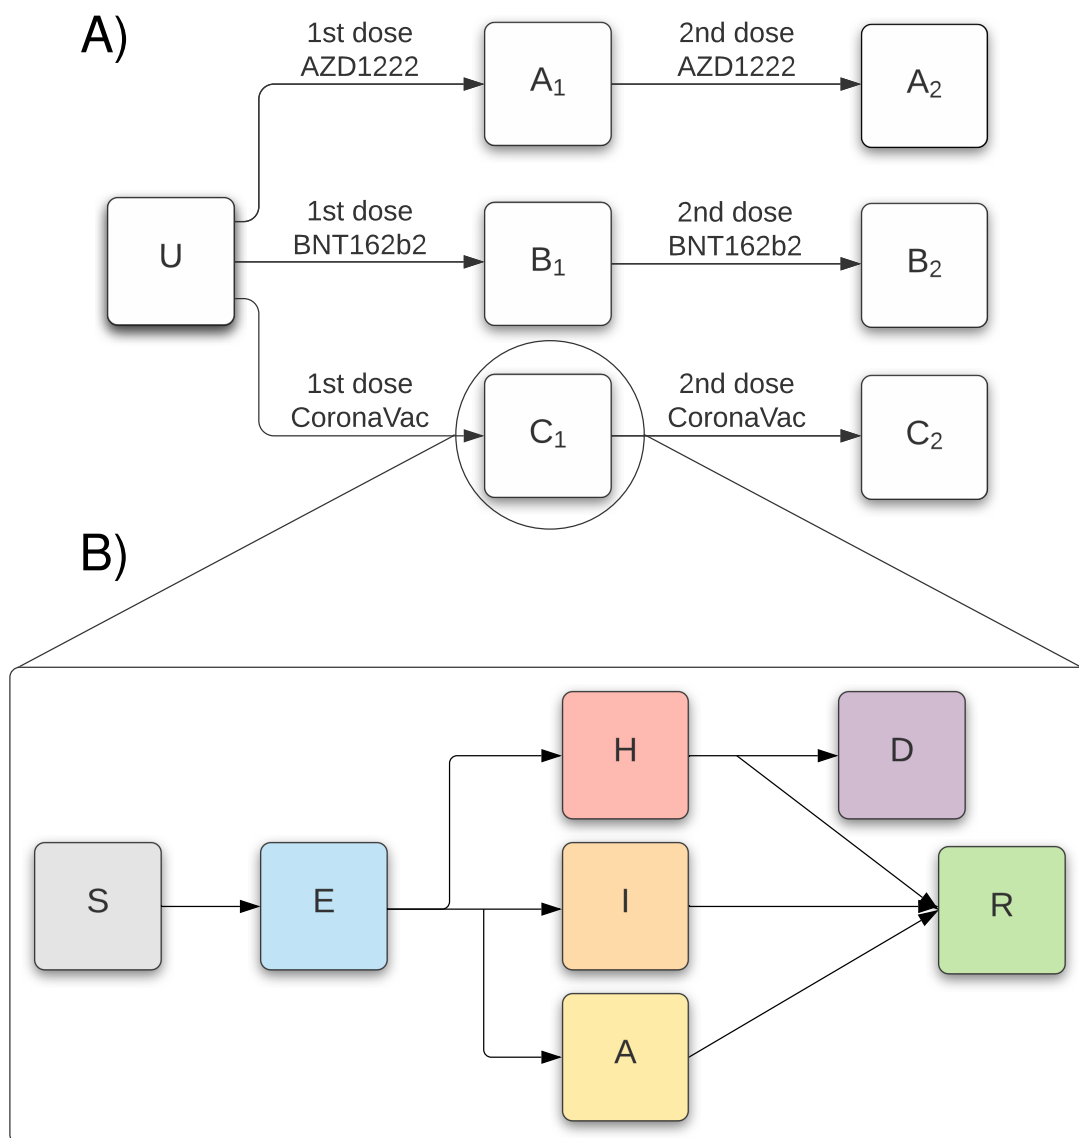 A)
1st dose
AZD1222
A1
2nd dose
AZD1222
A2
U
1st dose
BNT162b2
B1
2nd dose
BNT162b2
B2
1st dose
CoronaVac
C1
2nd dose
CoronaVac
C2
B)
H
D
S
E
I
R
A